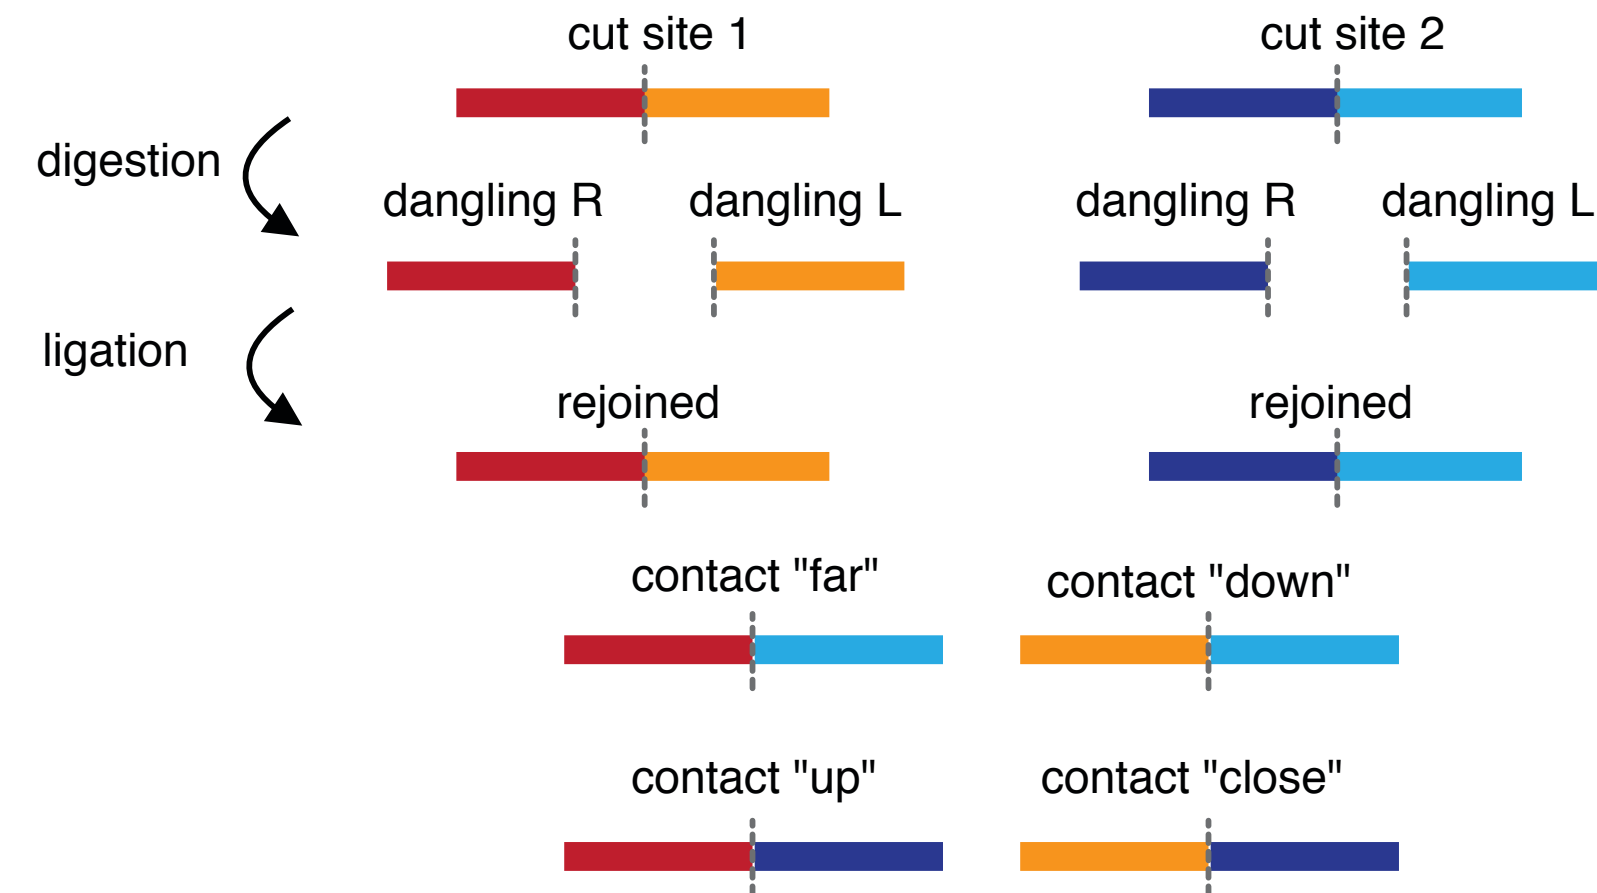 cut site 1
cut site 2
digestion
dangling R
dangling L
dangling R
dangling L
ligation
rejoined
rejoined
contact "far"
contact "down"
contact "up"
contact "close"